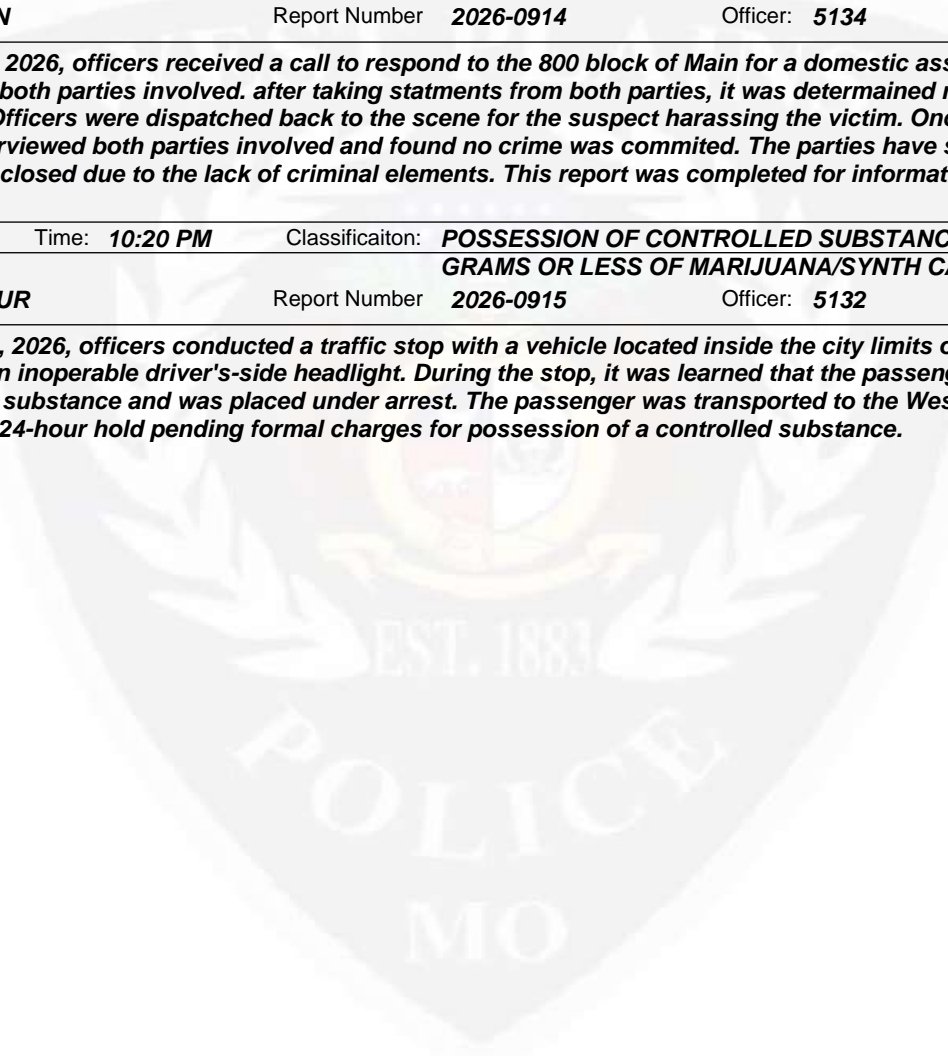 N Report Number 2026-0914 Officer: 5134
2026, officers received a call to respond to the 800 block of Main for a domestic ass
both parties involved. after taking statments from both parties, it was determained
Officers were dispatched back to the scene for the suspect harassing the victim. Onc
rviewed both parties involved and found no crime was commited. The parties have s
closed due to the lack of criminal elements. This report was completed for informat
Time: 10:20 PM Classificaiton: POSSESSION OF CONTROLLED SUBSTANC
GRAMS OR LESS OF MARIJUANA/SYNTH CA
UR Report Number 2026-0915 Officer: 5132
, 2026, officers conducted a traffic stop with a vehicle located inside the city limits o
n inoperable driver's-side headlight. During the stop, it was learned that the passeng
substance and was placed under arrest. The passenger was transported to the Wes
24-hour hold pending formal charges for possession of a controlled substance.
EST. 1883
POLICE
MO